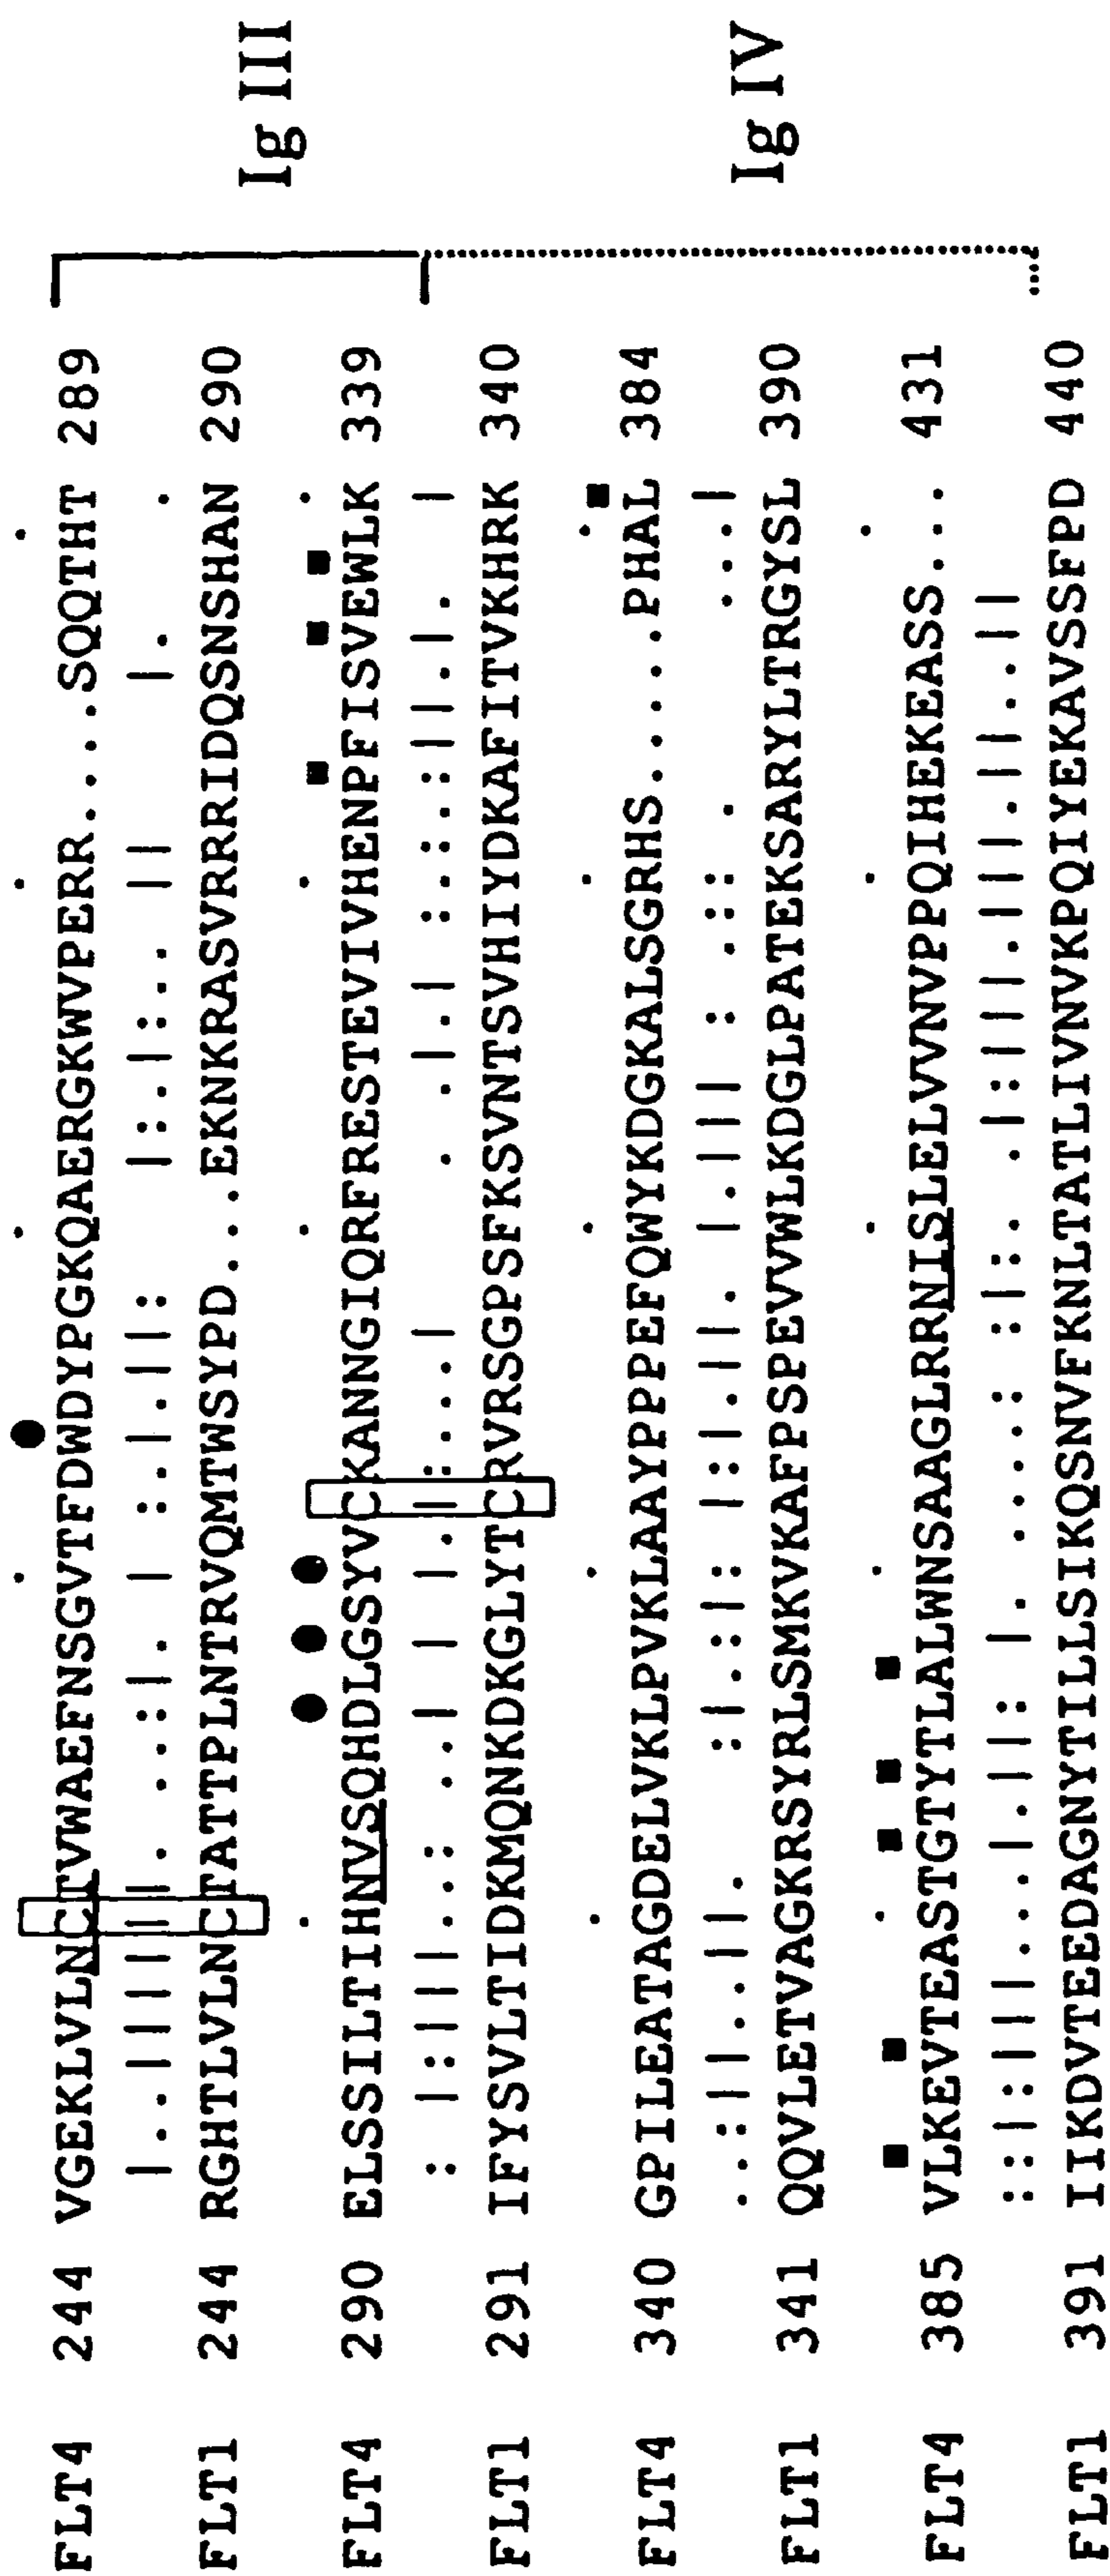 FLT4 244 VGEKLVLNCTVWAEFNSGVTFDWDYPGKQAERGKWVPERR....SQQTHT 289
FLT1 244 RGHTLVLNCTATTPLNTRVQMTWSYPD...EKNKRASVRRRIDQSNSHAN 290
FLT4 290 ELSSILTIHNVSQHDLGSYVCKANNGIQRFRESTEVIVHENPFISVEWLK 339
FLT1 291 IFYSVLTIDKMQNKDKGLYTCRVRSGPSFKSVNTSVHIYDKAFITVKHRK 340
FLT4 340 GPILEATAGDELVKLPVKLAAYPPPEFQWYKDGKALSGRHS.....PHAL 384
FLT1 341 QQVLETVAGKRSYRLSMKVKAFPSPEVVWLKDGLPATEKSARYLTRGYSL 390
FLT4 385 VLKEVTEASTGTYTLALWNSAAGLRRNISLELVVNVPPQIHEKEASS... 431
FLT1 391 IIKDVTEEDAGNYTILLSIKQSNVFKNLTATLIVNVKPQIYEKAVSSFPD 440
Ig III
Ig IV